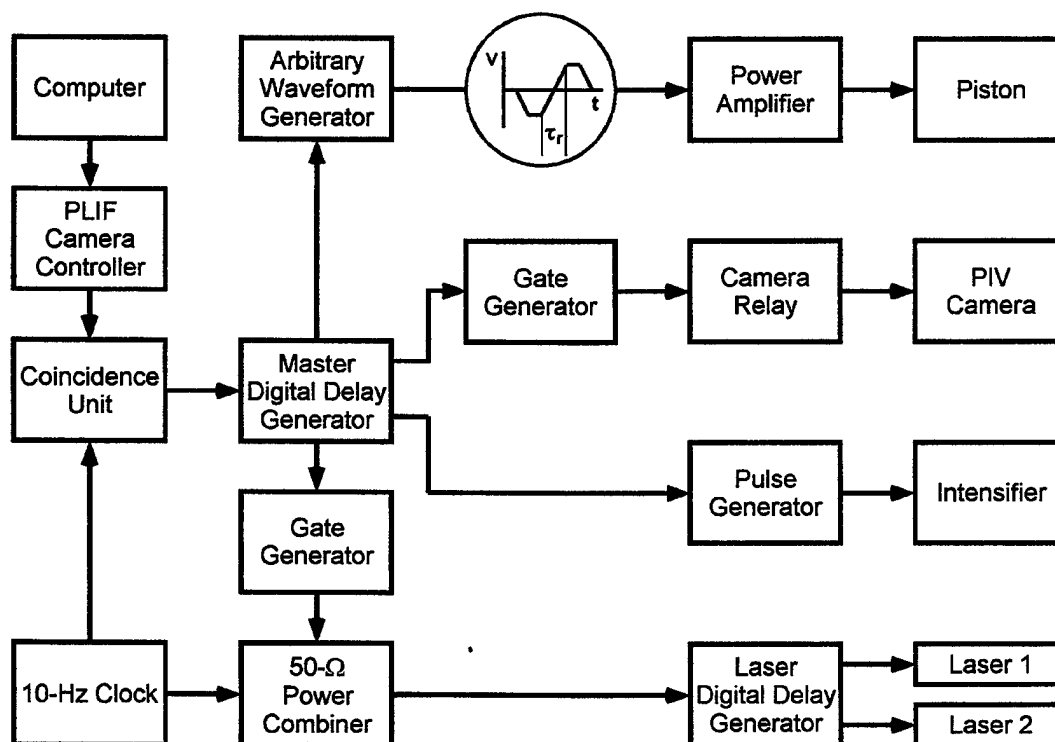 Computer
Arbitrary
Waveform
Generator
V
t
τr
Power
Amplifier
Piston
PLIF
Camera
Controller
Gate
Generator
Camera
Relay
PIV
Camera
Coincidence
Unit
Master
Digital Delay
Generator
Pulse
Generator
Intensifier
Gate
Generator
10-Hz Clock
50-Ω
Power
Combiner
Laser
Digital Delay
Generator
Laser 1
Laser 2